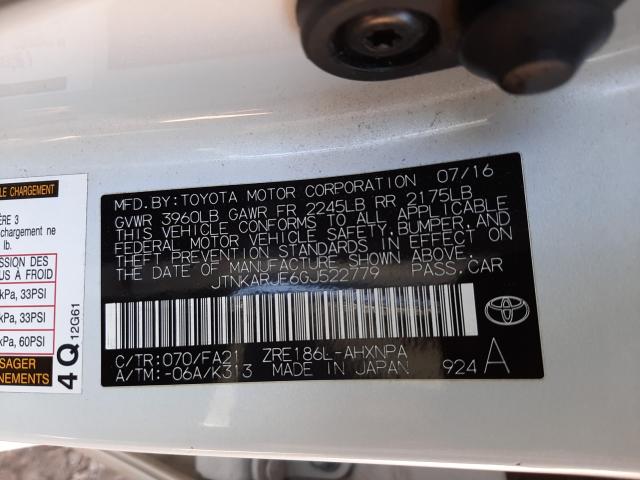 LE CHARGEMENT
ÈRE 3
chargement ne
lb.
SSION DES
US À FROID
kPa, 33PSI
kPa, 33PSI
kPa, 60PSI
SAGER
4Q 12G61
MFD. BY: TOYOTA MOTOR CORPORATION 07/16
GVWR 3960LB GAWR FR 2245LB RR 2175LB
THIS VEHICLE CONFORMS TO ALL APPLICABLE
FEDERAL MOTOR VEHICLE SAFETY, BUMPER, AND
THEFT PREVENTION STANDARDS IN EFFECT ON
THE DATE OF MANUFACTURE SHOWN ABOVE.
JTNKARJE6GJ522779 PASS. CAR
C/TR: 070/FA21 ZRE186L-AHXNPA
A/TM: -06A/K313 MADE IN JAPAN 924 A